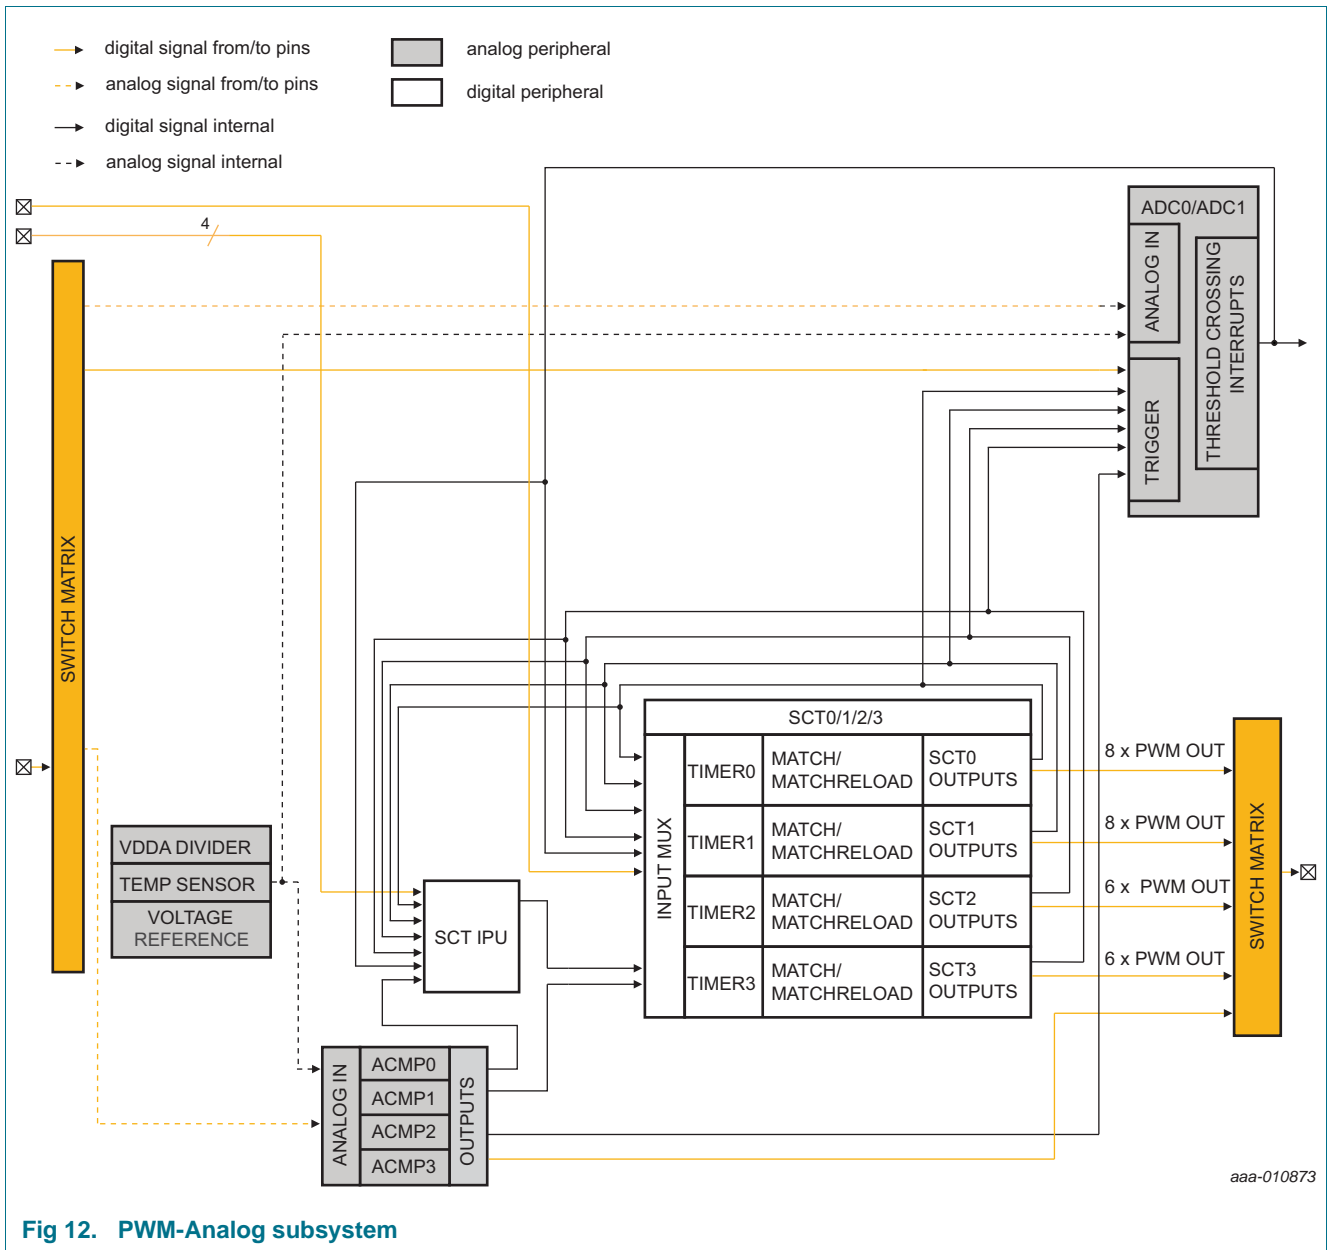 digital signal from/to pins
analog signal from/to pins
digital signal internal
analog signal internal
analog peripheral
digital peripheral
4
ADC0/ADC1
ANALOG IN
TRIGGER
THRESHOLD CROSSING
INTERRUPTS
SWITCH MATRIX
VDDA DIVIDER
TEMP SENSOR
VOLTAGE
REFERENCE
SCT IPU
SCT0/1/2/3
INPUT MUX
TIMER0
MATCH/
MATCHRELOAD
SCT0
OUTPUTS
TIMER1
MATCH/
MATCHRELOAD
SCT1
OUTPUTS
TIMER2
MATCH/
MATCHRELOAD
SCT2
OUTPUTS
TIMER3
MATCH/
MATCHRELOAD
SCT3
OUTPUTS
8 x PWM OUT
8 x PWM OUT
6 x PWM OUT
6 x PWM OUT
SWITCH MATRIX
ANALOG IN
ACMP0
ACMP1
ACMP2
ACMP3
OUTPUTS
aaa-010873
Fig 12. PWM-Analog subsystem